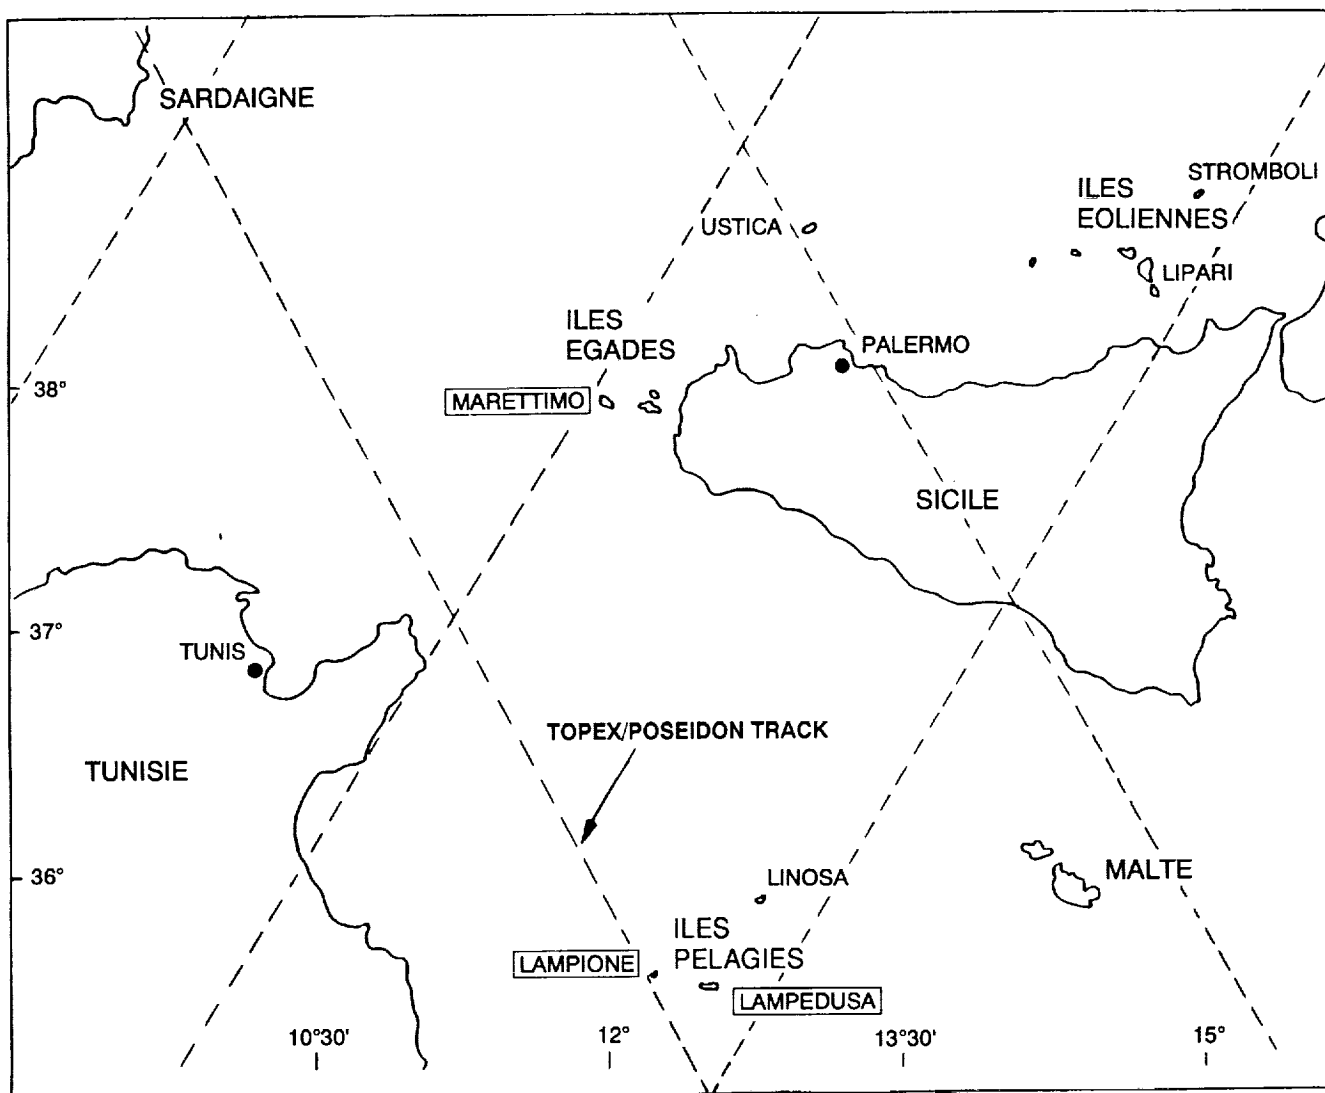 SARDAIGNE
STROMBOLI
ILES
EOLIENNES
USTICA
LIPARI
ILES
EGADES
PALERMO
38°
MARETTIMO
SICILE
37°
TUNIS
TOPEX/POSEIDON TRACK
TUNISIE
36°
LINOSA
MALTE
ILES
PELAGIES
LAMPIONE
LAMPEDUSA
10°30'
12°
13°30'
15°